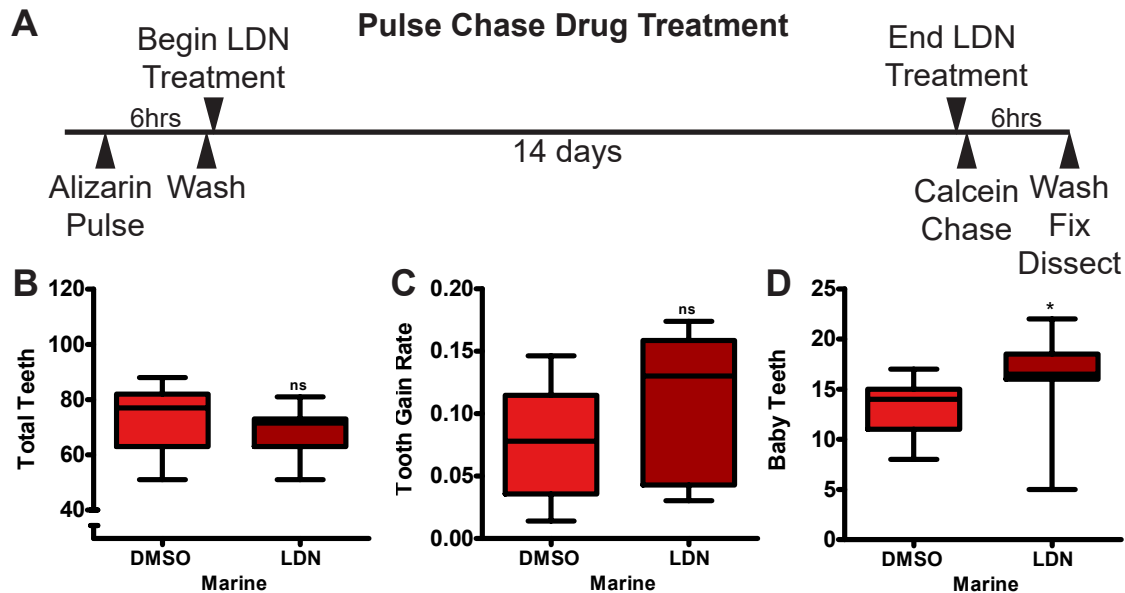 A
Pulse Chase Drug Treatment
Begin LDN
Treatment
End LDN
Treatment
6hrs
6hrs
14 days
Alizarin
Pulse
Wash
Calcein
Chase
Wash
Fix
Dissect
B
120
100
80
60
40
Total Teeth
ns
DMSO
LDN
Marine
C
0.20
0.15
0.10
0.05
0.00
Tooth Gain Rate
ns
DMSO
LDN
Marine
D
25
20
15
10
5
0
Baby Teeth
*
DMSO
LDN
Marine